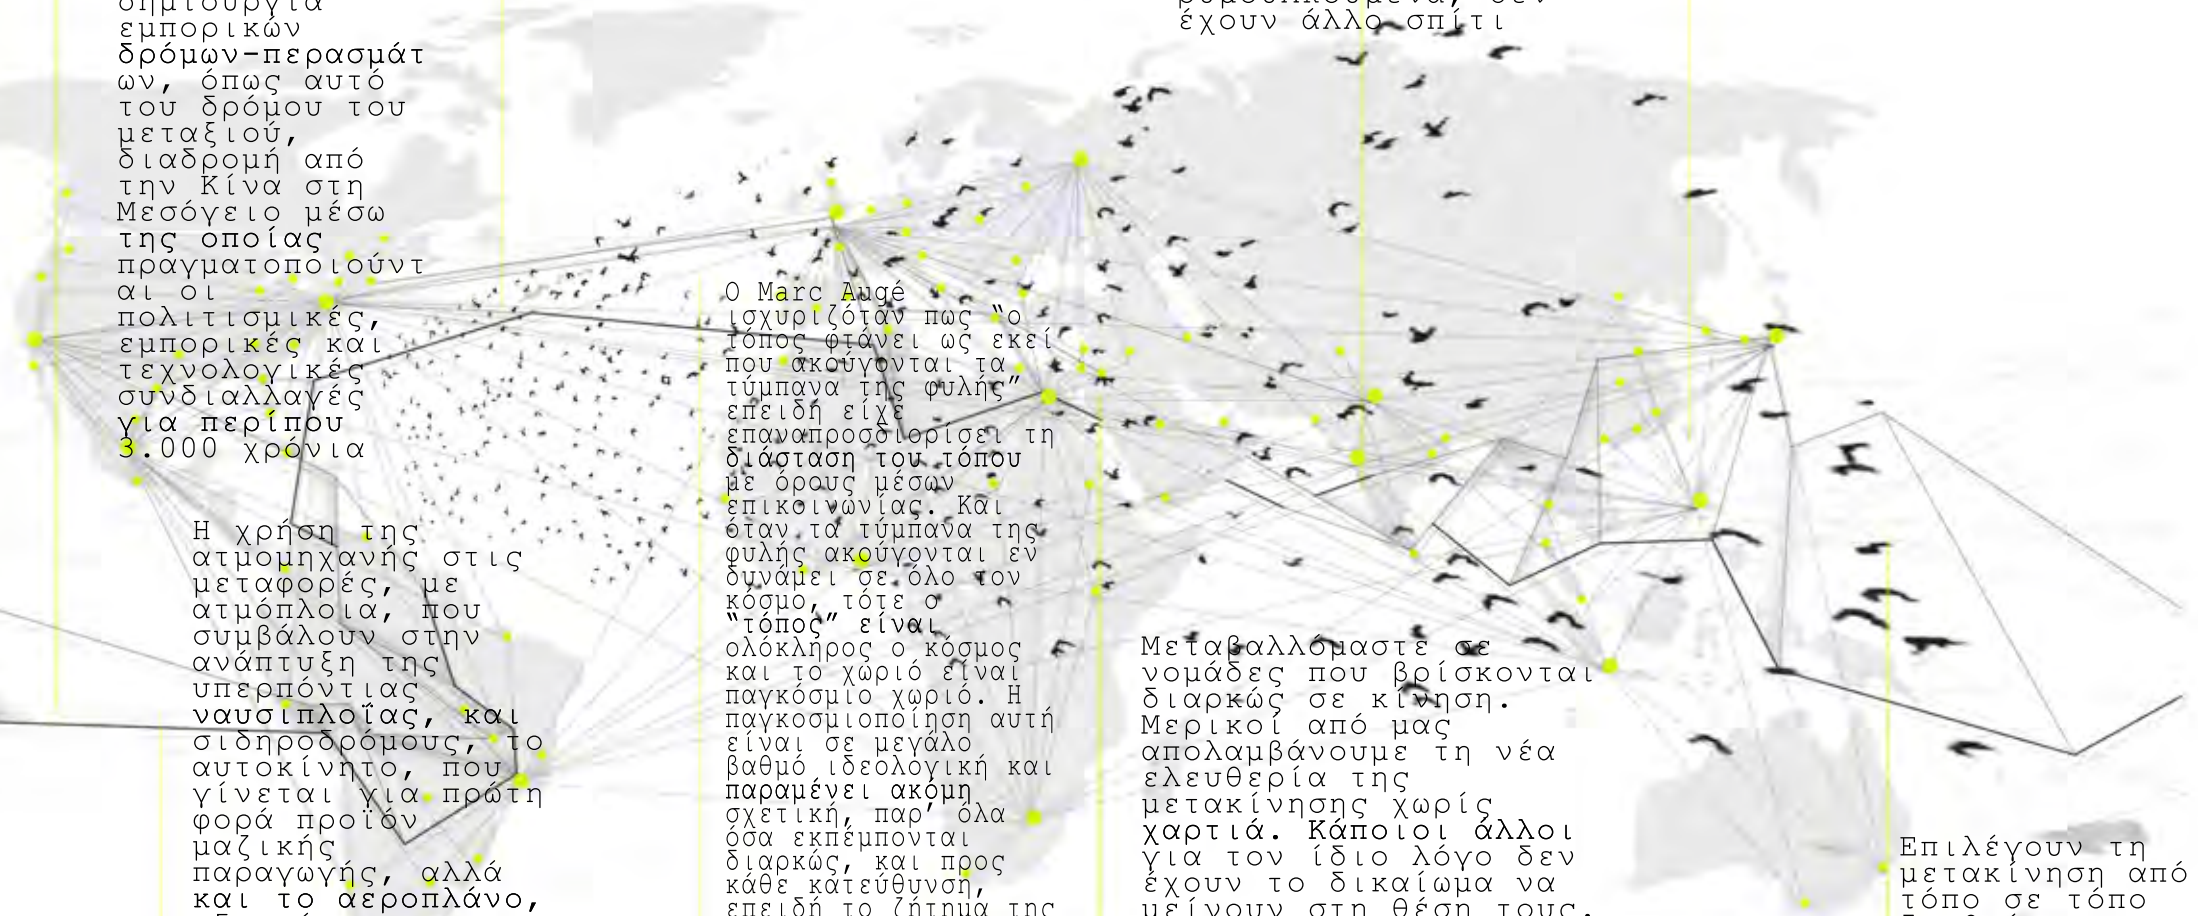 δημιουργία
εμπορικών
δρόμων-περασμάτ
ων, όπως αυτό
του δρόμου του
μεταξιού,
διαδρομή από
την Κίνα στη
Μεσόγειο μέσω
της οποίας
πραγματοποιούντ
αι οι
πολιτισμικές,
εμπορικές και
τεχνολογικές
συνδιαλλαγές
για περίπου
3.000 χρόνια
Η χρήση της
ατμομηχανής στις
μεταφορές, με
ατμόπλοια, που
συμβάλουν στην
ανάπτυξη της
υπερπόντιας
ναυσιπλοΐας, και
σιδηροδρόμους, το
αυτοκίνητο, που
γίνεται για πρώτη
φορά προϊόν
μαζικής
παραγωγής, αλλά
και το αεροπλάνο,
Ο Marc Augé
ισχυριζόταν πως “ο
τόπος φτάνει ως εκεί
που ακούγονται τα
τύμπανα της φυλής”
επειδή είχε
επαναπροσδιορίσει τη
διάσταση του τόπου
με όρους μέσων
επικοινωνίας. Και
όταν τα τύμπανα της
φυλής ακούγονται εν
δυνάμει σε όλο τον
κόσμο, τότε ο
“τόπος” είναι
ολόκληρος ο κόσμος
και το χωριό είναι
παγκόσμιο χωριό. Η
παγκοσμιοποίηση αυτή
είναι σε μεγάλο
βαθμό ιδεολογική και
παραμένει ακόμη
σχετική, παρ’ όλα
όσα εκπέμπονται
διαρκώς, και προς
κάθε κατεύθυνση,
επειδή το ζήτημα της
έχουν άλλο σπίτι
Μεταβαλλόμαστε σε
νομάδες που βρίσκονται
διαρκώς σε κίνηση.
Μερικοί από μας
απολαμβάνουμε τη νέα
ελευθερία της
μετακίνησης χωρίς
χαρτιά. Κάποιοι άλλοι
για τον ίδιο λόγο δεν
έχουν το δικαίωμα να
μείνουν στη θέση τους.
Επιλέγουν τη
μετακίνηση από
τόπο σε τόπο